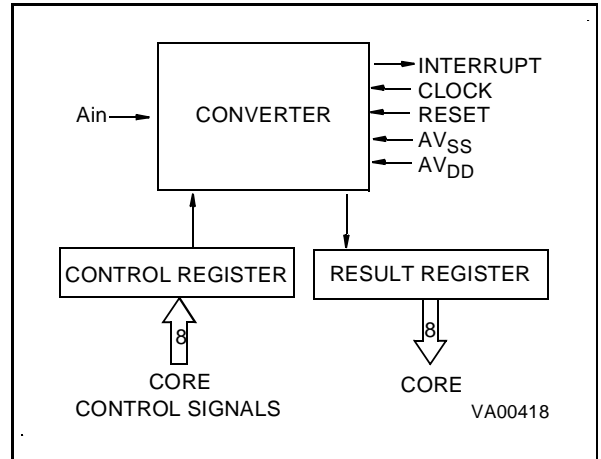 INTERRUPT
CLOCK
Ain
CONVERTER
RESET
AVSS
AVDD
CONTROL REGISTER
RESULT REGISTER
8
8
CORE
CONTROL SIGNALS
CORE
VA00418